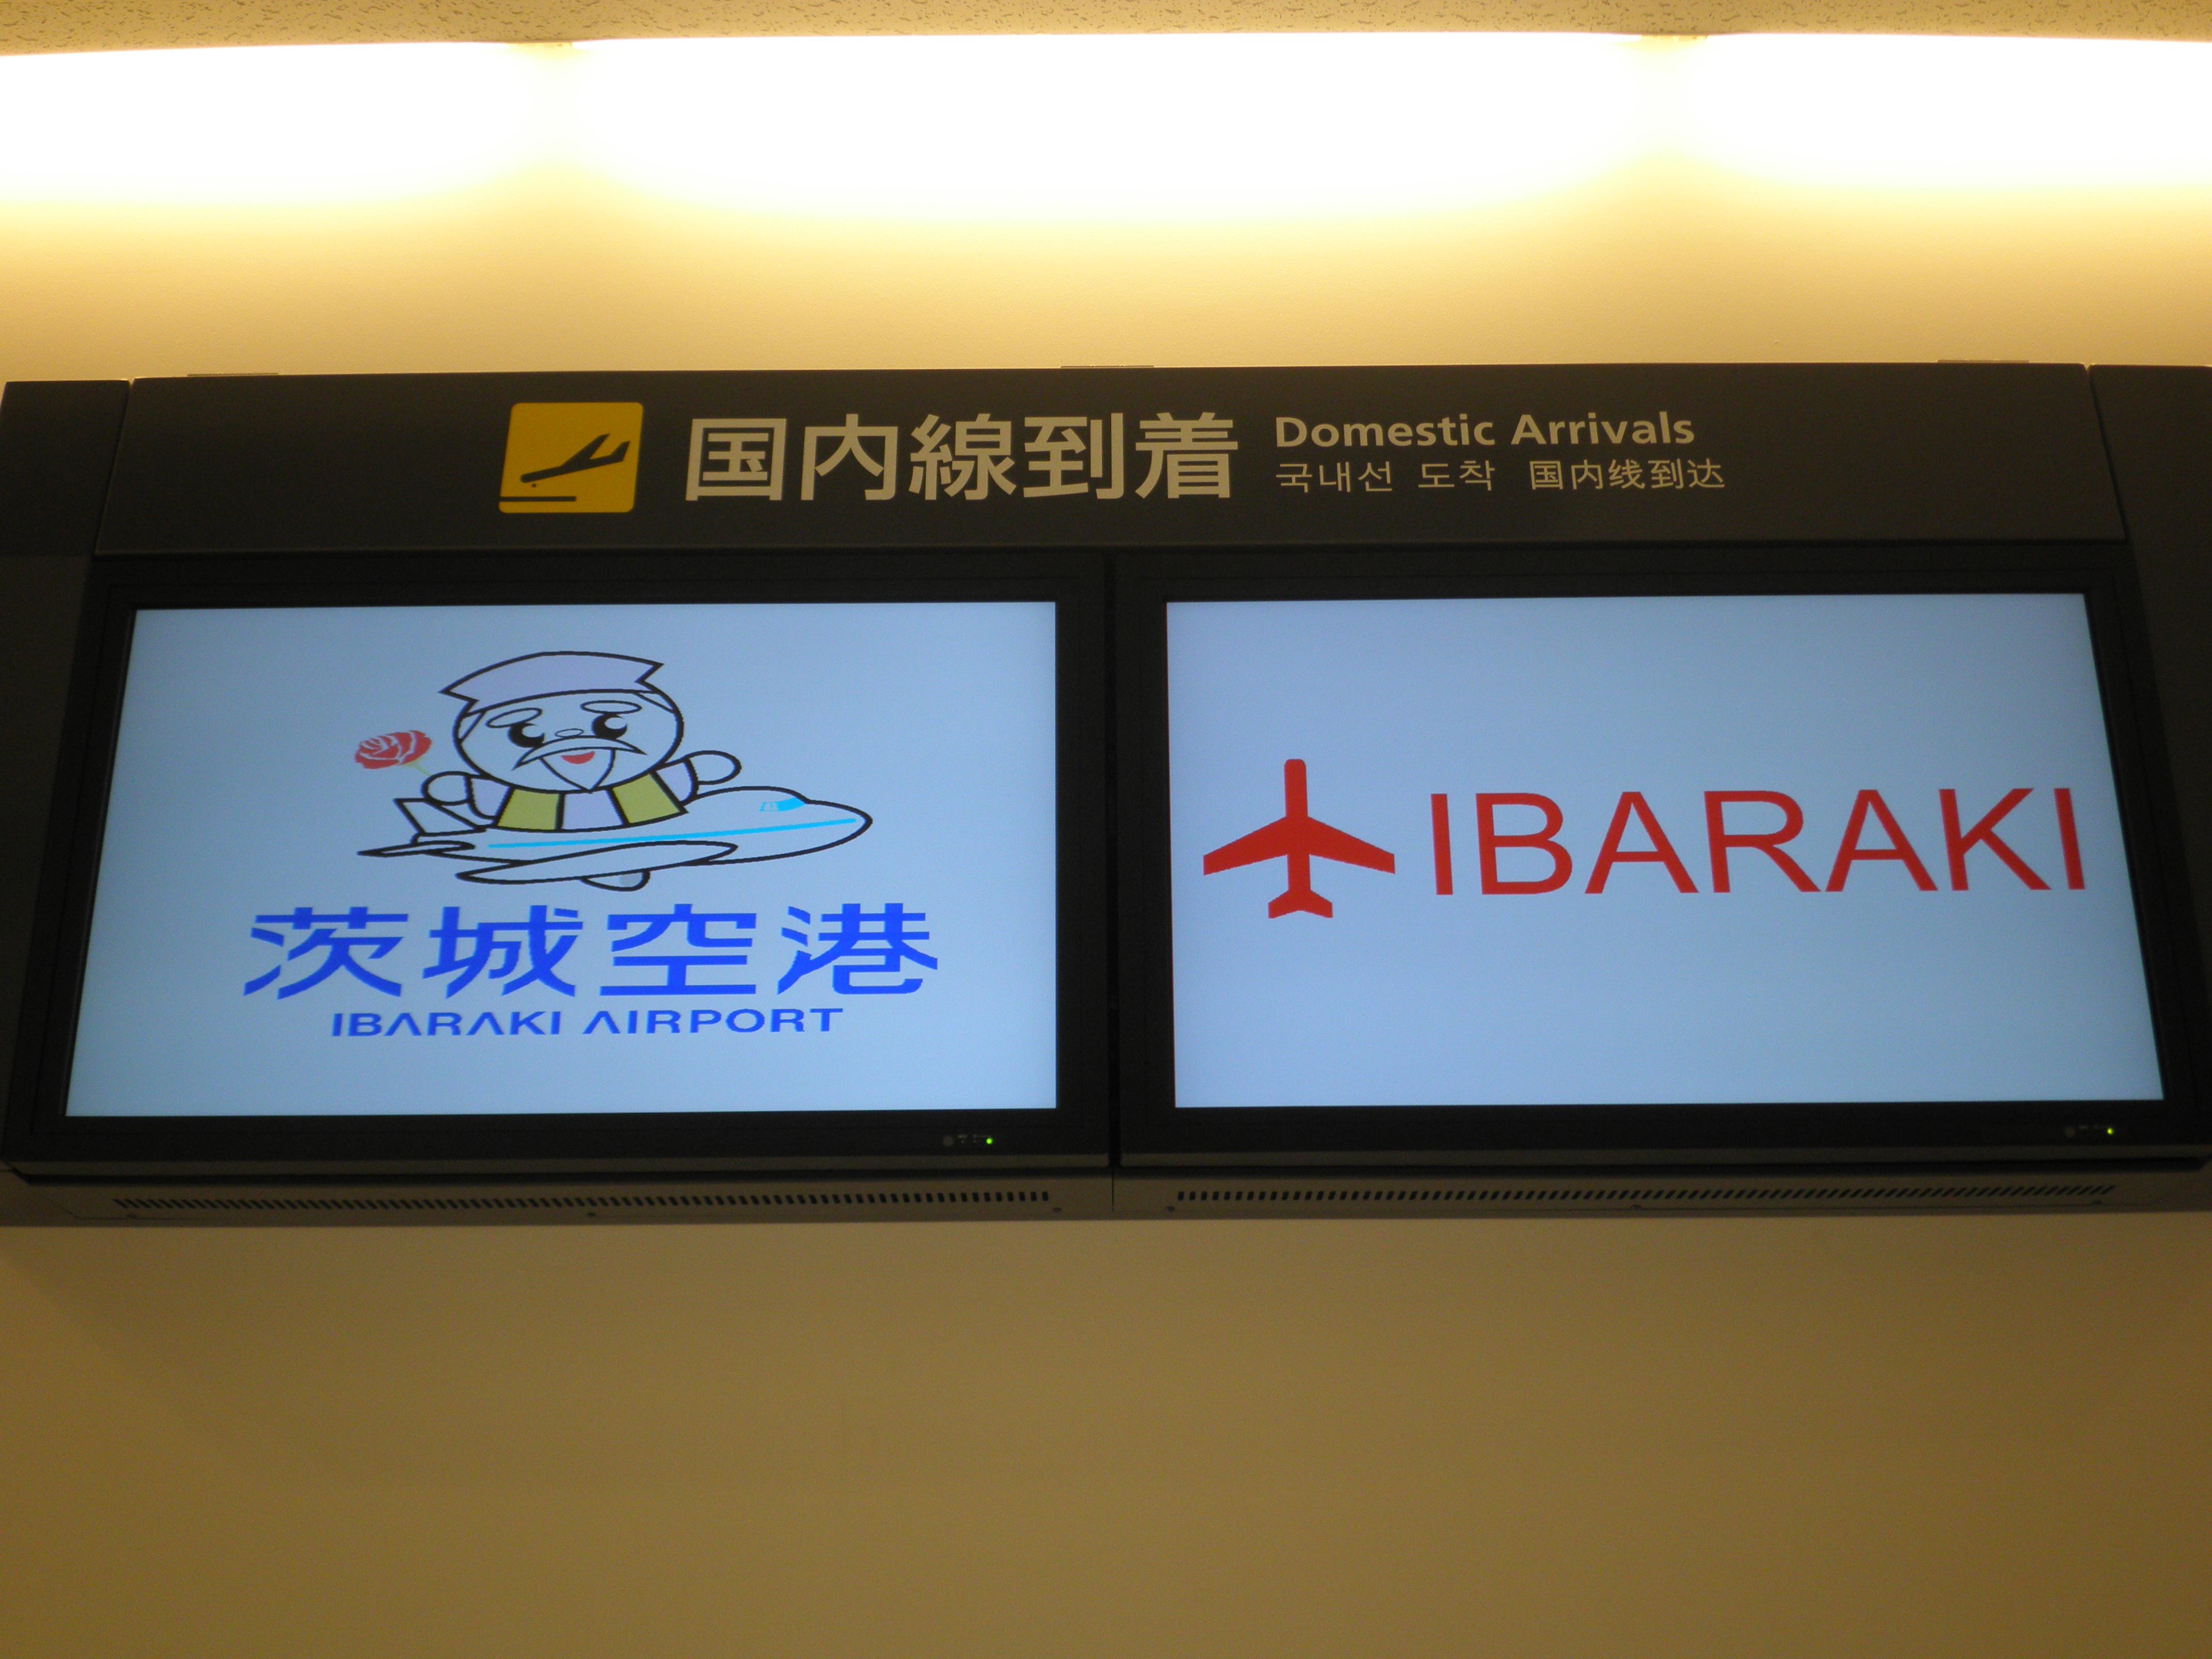 国内線到着
Domestic Arrivals
국내선 도착 国内线到达
茨城空港
IBARAKI AIRPORT
IBARAKI